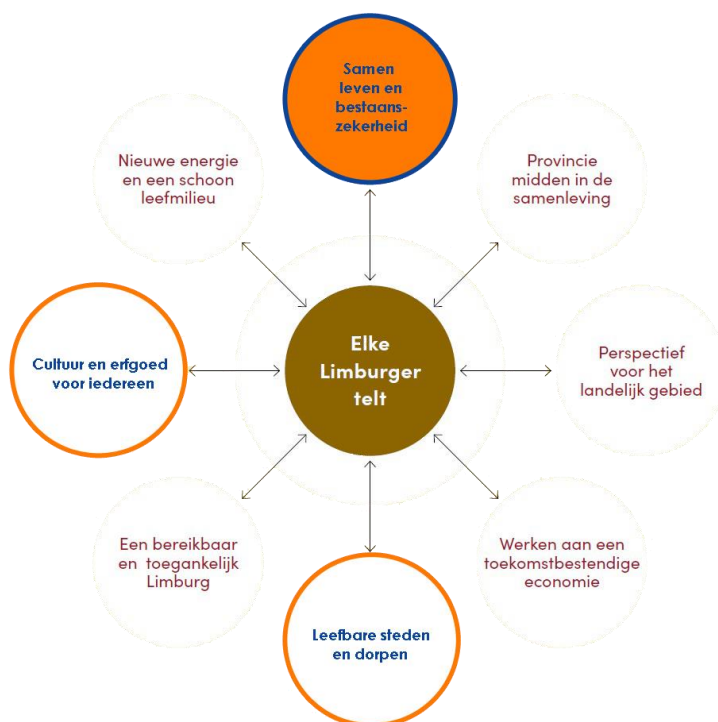 Samen
leven en
bestaans-
zekerheid
Nieuwe energie
en een schoon
leefmilieu
Provincie
midden in de
samenleving
Cultuur en erfgoed
voor iedereen
Elke
Limburger
telt
Perspectief
voor het
landelijk gebied
Een bereikbaar
en toegankelijk
Limburg
Werken aan een
toekomstbestendige
economie
Leefbare steden
en dorpen